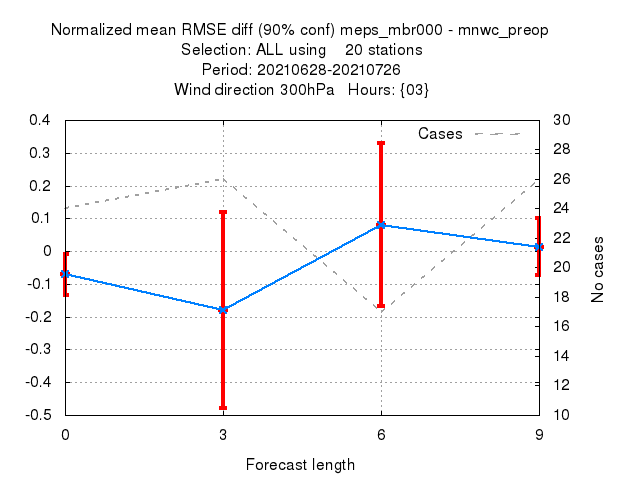 Normalized mean RMSE diff (90% conf) meps_mbr000 - mnwc_preop
Selection: ALL using    20 stations
Period: 20210628-20210726
Wind direction 300hPa   Hours: {03}
Cases
0.4
0.3
0.2
0.1
0
-0.1
-0.2
-0.3
-0.4
-0.5
30
28
26
24
22
20
18
16
14
12
10
No cases
0 3 6 9
Forecast length